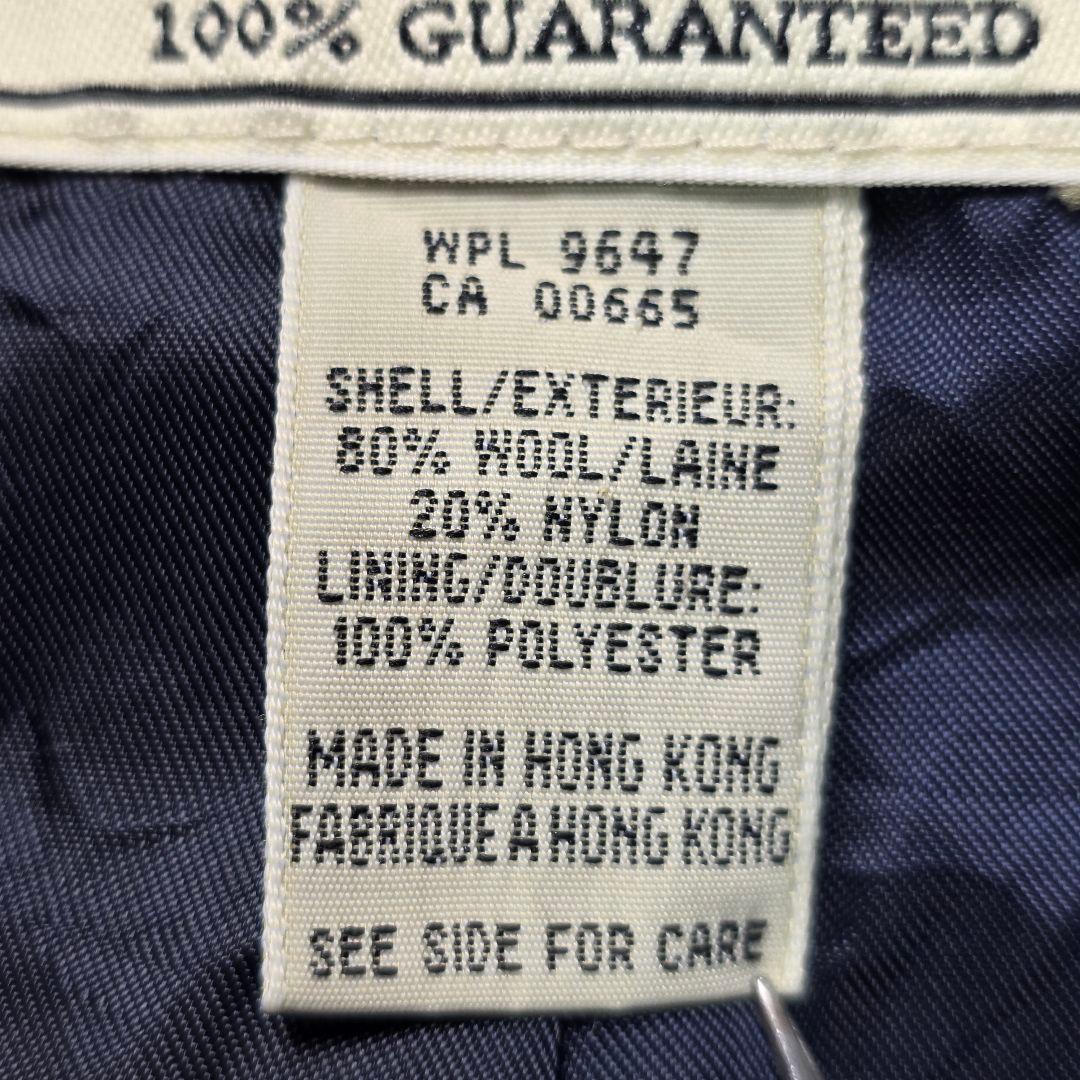 100% GUARANTEED
WPL 9647
CA 00665
SHELL/EXTERIEUR:
80% WOOL/LAINE
20% NYLON
LINING/DOUBLURE:
100% POLYESTER
MADE IN HONG KONG
FABRIQUE A HONG KONG
SEE SIDE FOR CARE